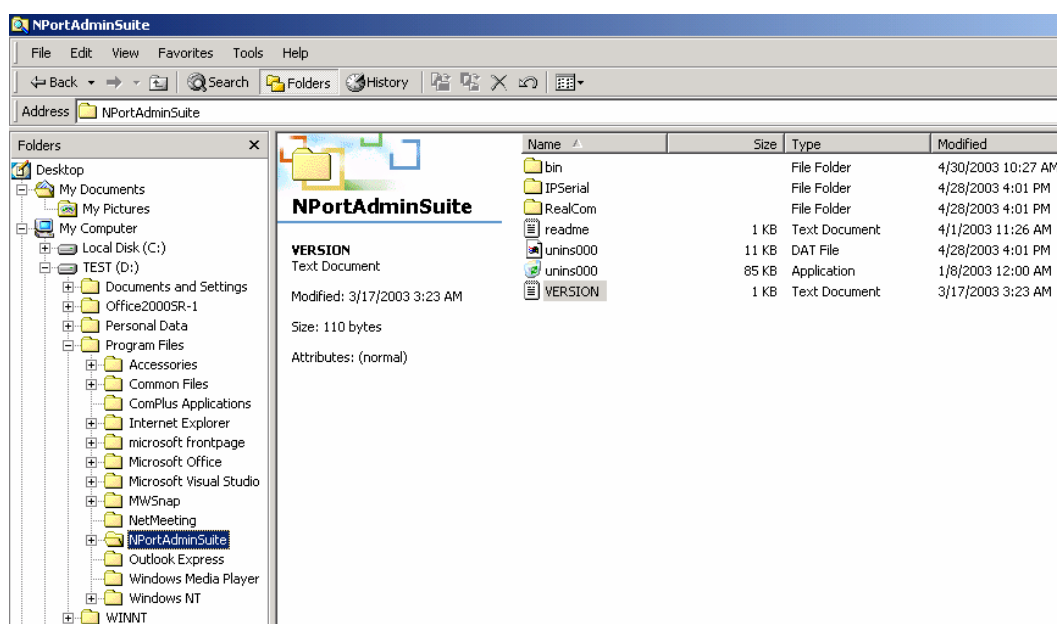 NPortAdminSuite
File Edit View Favorites Tools Help
Back Search Folders History
Address NPortAdminSuite
Folders
Desktop
My Documents
My Pictures
My Computer
Local Disk (C:)
TEST (D:)
Documents and Settings
Office2000SR-1
Personal Data
Program Files
Accessories
Common Files
ComPlus Applications
Internet Explorer
microsoft frontpage
Microsoft Office
Microsoft Visual Studio
MWSnap
NetMeeting
NPortAdminSuite
Outlook Express
Windows Media Player
Windows NT
WINNT
NPortAdminSuite
VERSION
Text Document
Modified: 3/17/2003 3:23 AM
Size: 110 bytes
Attributes: (normal)
Name Size Type Modified
bin File Folder 4/30/2003 10:27 AM
IPSerial File Folder 4/28/2003 4:01 PM
RealCom File Folder 4/28/2003 4:01 PM
readme 1 KB Text Document 4/1/2003 11:26 AM
unins000 11 KB DAT File 4/28/2003 4:01 PM
unins000 85 KB Application 1/8/2003 12:00 AM
VERSION 1 KB Text Document 3/17/2003 3:23 AM